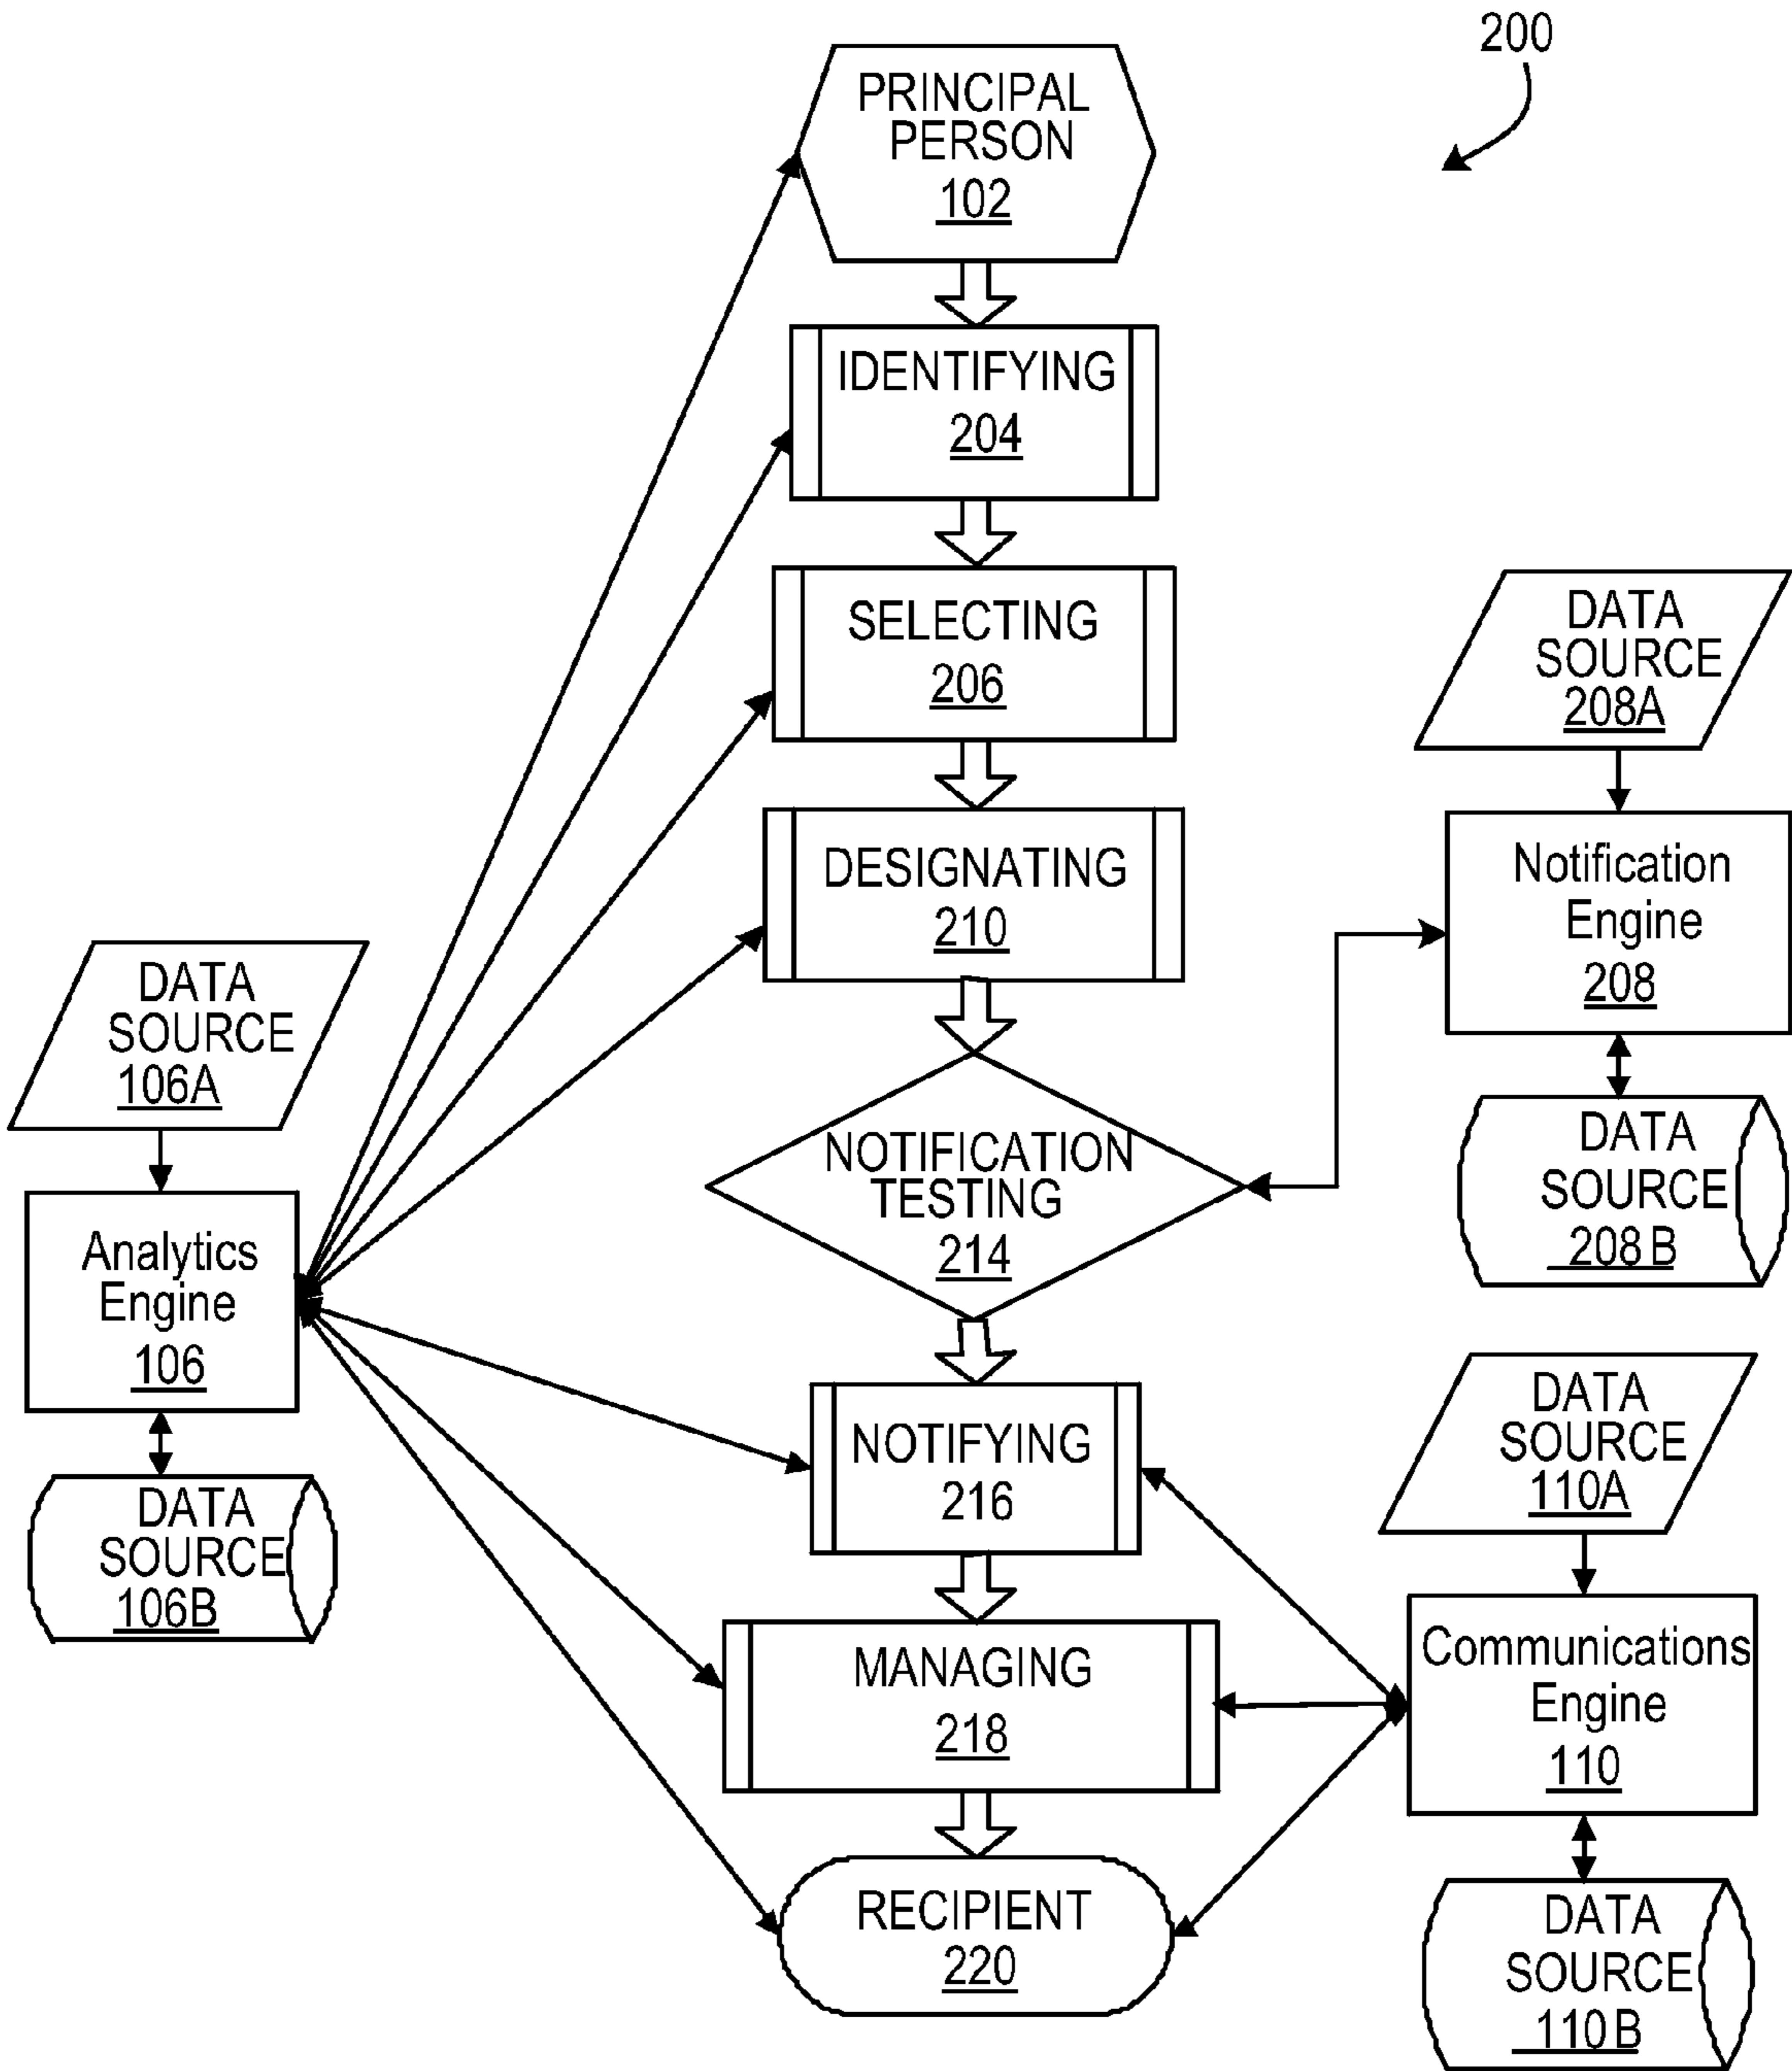 200
PRINCIPAL
PERSON
102
IDENTIFYING
204
SELECTING
206
DESIGNATING
210
NOTIFICATION
TESTING
214
NOTIFYING
216
MANAGING
218
RECIPIENT
220
DATA
SOURCE
106A
Analytics
Engine
106
DATA
SOURCE
106B
DATA
SOURCE
208A
Notification
Engine
208
DATA
SOURCE
208B
DATA
SOURCE
110A
Communications
Engine
110
DATA
SOURCE
110B